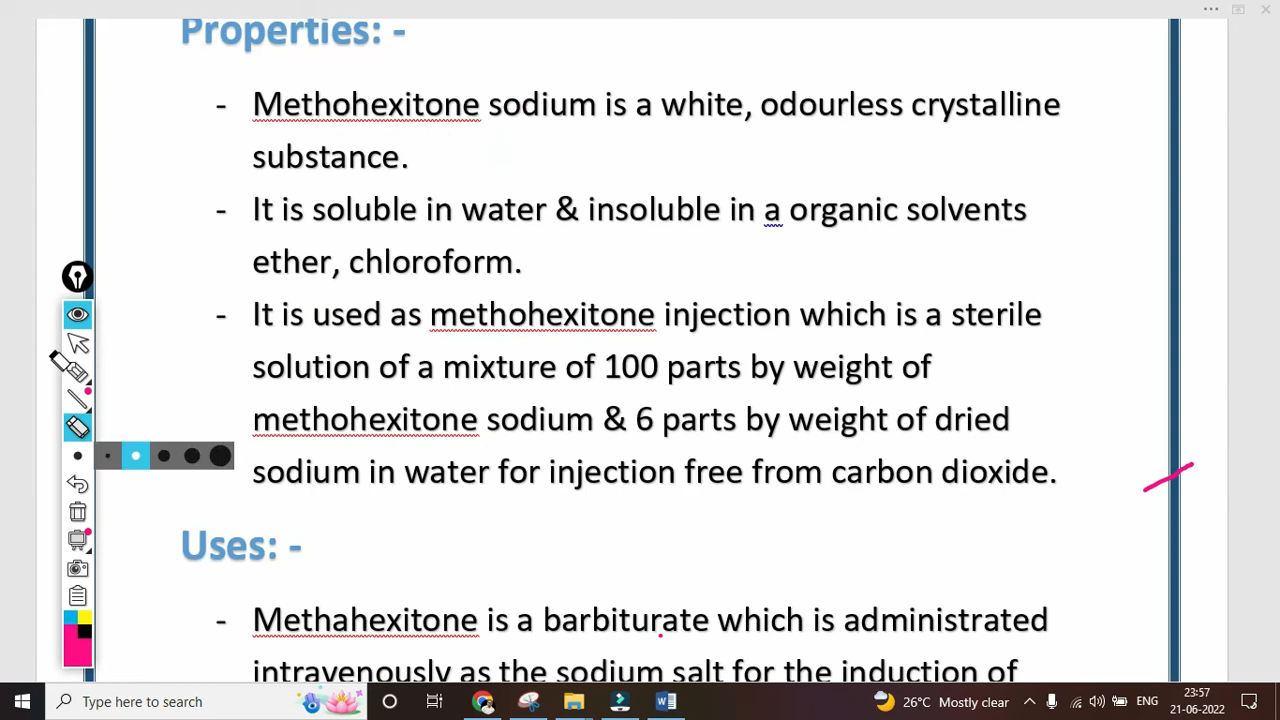 Properties: -
- Methohexitone sodium is a white, odourless crystalline
substance.
- It is soluble in water & insoluble in a organic solvents
ether, chloroform.
- It is used as methohexitone injection which is a sterile
solution of a mixture of 100 parts by weight of
methohexitone sodium & 6 parts by weight of dried
sodium in water for injection free from carbon dioxide.
Uses: -
- Methahexitone is a barbiturate which is administrated
intravenously as the sodium salt for the induction of
Type here to search
26°C Mostly clear
ENG
23:57
21-06-2022